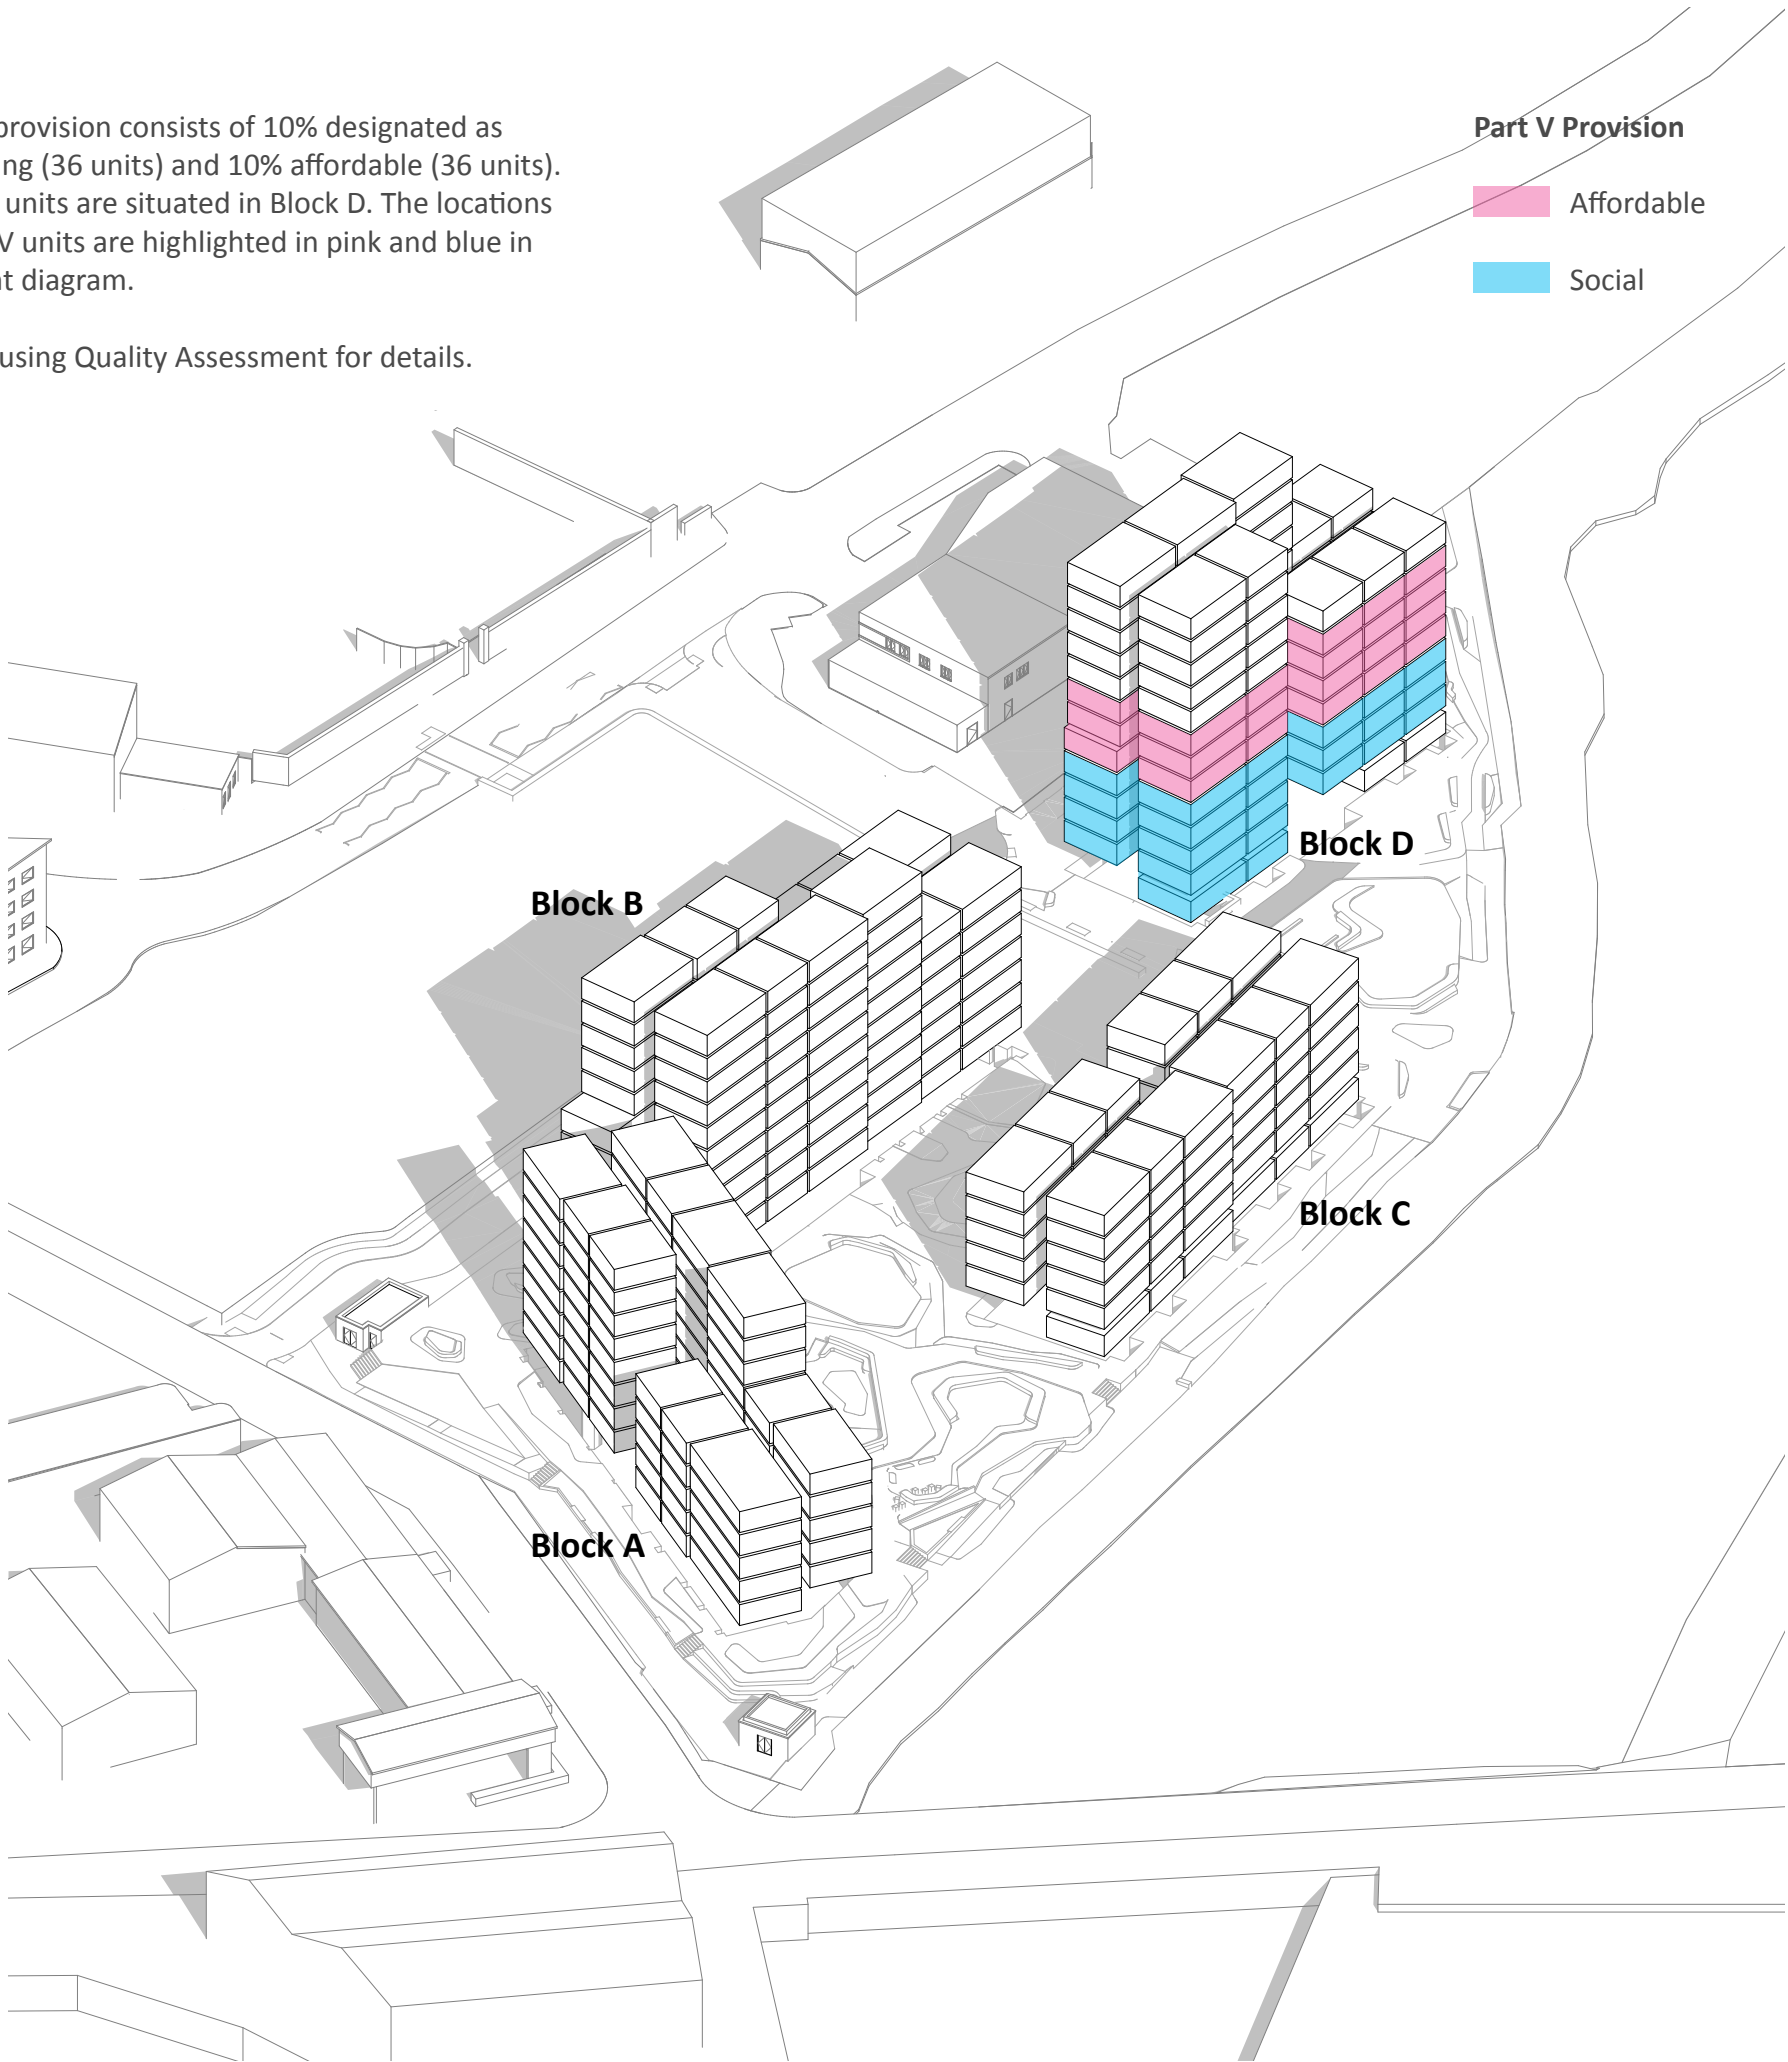 provision consists of 10% designated as
ng (36 units) and 10% affordable (36 units).
units are situated in Block D. The locations
V units are highlighted in pink and blue in
t diagram.
using Quality Assessment for details.
Part V Provision
Affordable
Social
Block D
Block B
Block C
Block A